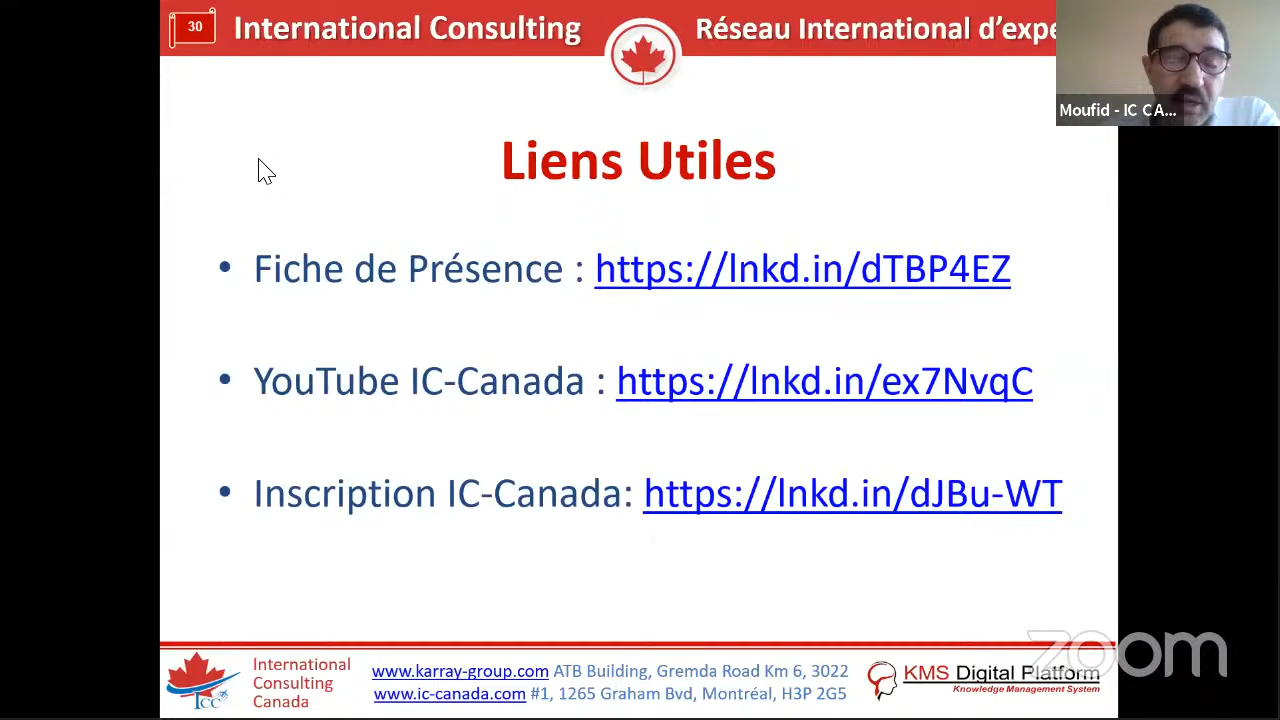 30
International Consulting
Réseau International d'expe
Moufid - IC CA...
Liens Utiles
• Fiche de Présence : https://lnkd.in/dTBP4EZ
• YouTube IC-Canada : https://lnkd.in/ex7NvqC
• Inscription IC-Canada: https://lnkd.in/dJBu-WT
ICC
International
Consulting
Canada
www.karray-group.com ATB Building, Gremda Road Km 6, 3022
www.ic-canada.com #1, 1265 Graham Bvd, Montréal, H3P 2G5
KMS Digital Platform
Knowledge Management System
zoom